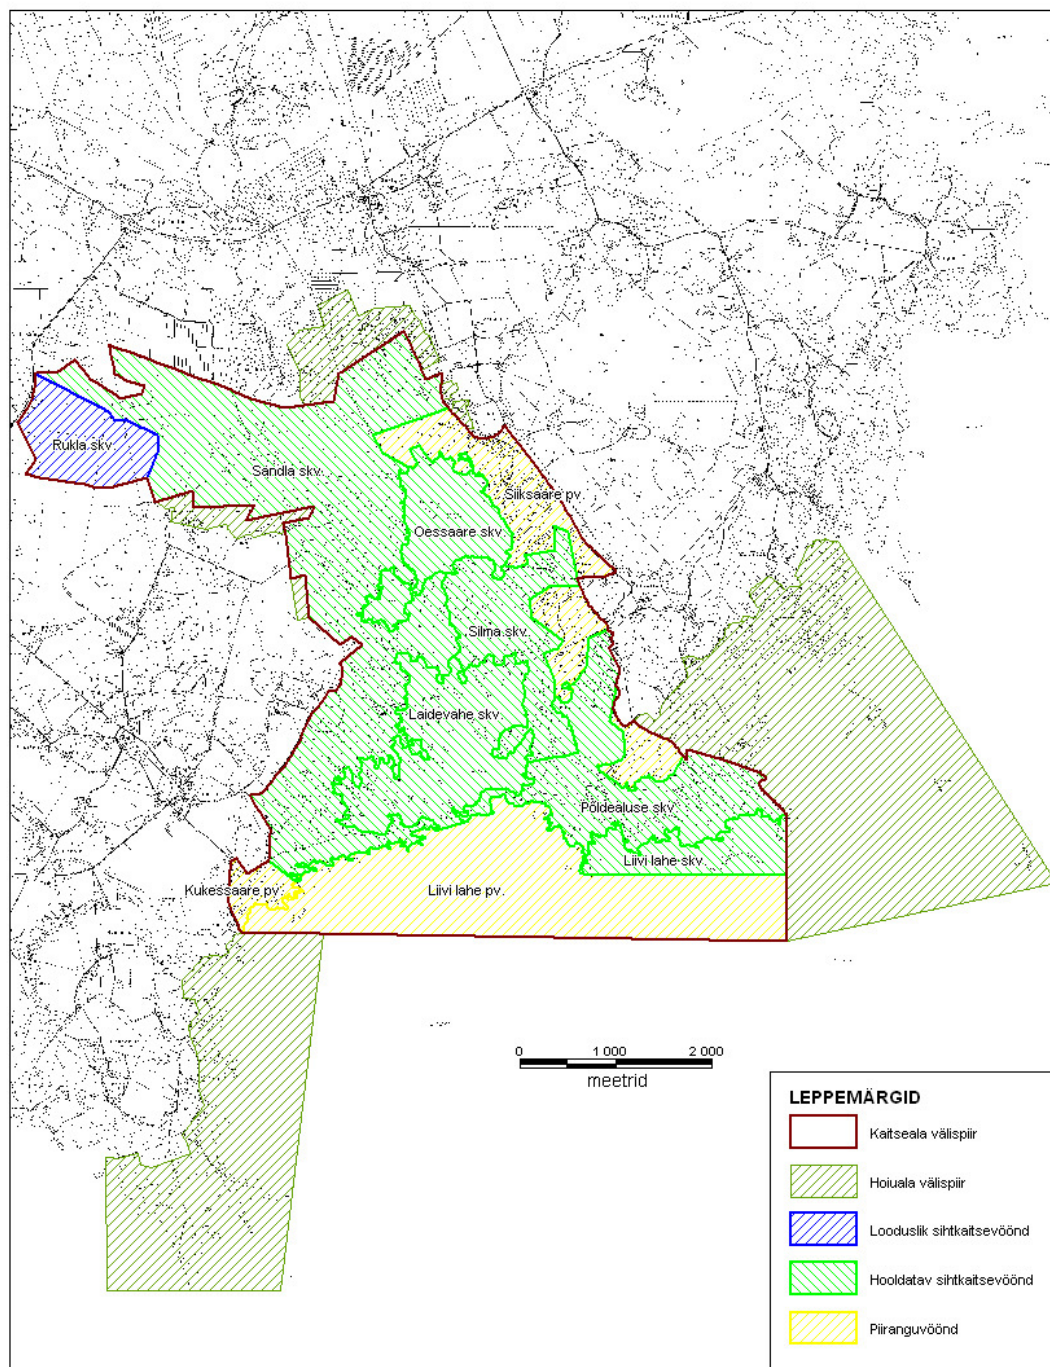 Rukla skv.
Sandla skv.
Siiksaare pv.
Oessaare skv.
Silma skv.
Laidevahe skv.
Põldealuse skv.
Liivi lahe skv.
Kukessaare pv.
Liivi lahe pv.
0 1 000 2 000
meetrid
LEPPEMÄRGID
Kaitseala välispiir
Hoiuala välispiir
Looduslik sihtkaitsevöönd
Hooldatav sihtkaitsevöönd
Piiranguvöönd